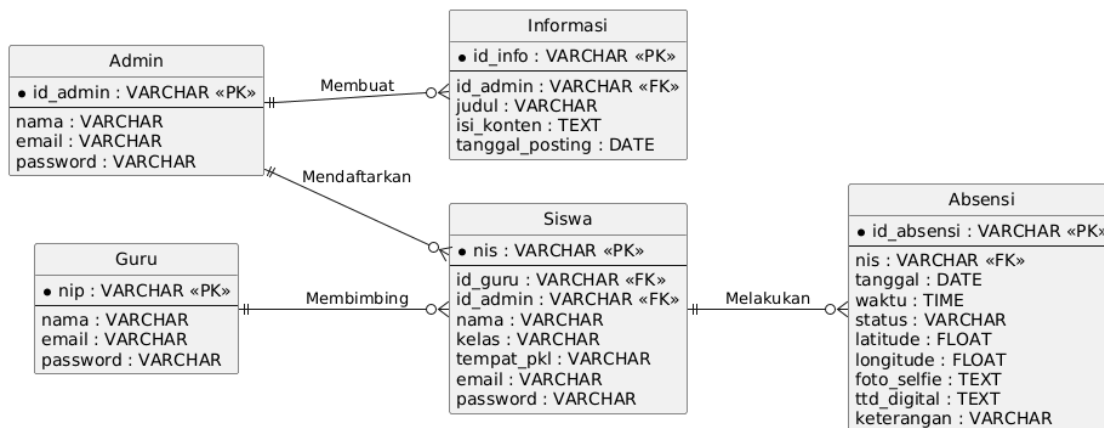 Admin
id_admin : VARCHAR «PK»
nama : VARCHAR
email : VARCHAR
password : VARCHAR
Membuat
Informasi
id_info : VARCHAR «PK»
id_admin : VARCHAR «FK»
judul : VARCHAR
isi_konten : TEXT
tanggal_posting : DATE
Mendaftarkan
Guru
nip : VARCHAR «PK»
nama : VARCHAR
email : VARCHAR
password : VARCHAR
Membimbing
Siswa
nis : VARCHAR «PK»
id_guru : VARCHAR «FK»
id_admin : VARCHAR «FK»
nama : VARCHAR
kelas : VARCHAR
tempat_pkl : VARCHAR
email : VARCHAR
password : VARCHAR
Melakukan
Absensi
id_absensi : VARCHAR «PK»
nis : VARCHAR «FK»
tanggal : DATE
waktu : TIME
status : VARCHAR
latitude : FLOAT
longitude : FLOAT
foto_selfie : TEXT
ttd_digital : TEXT
keterangan : VARCHAR